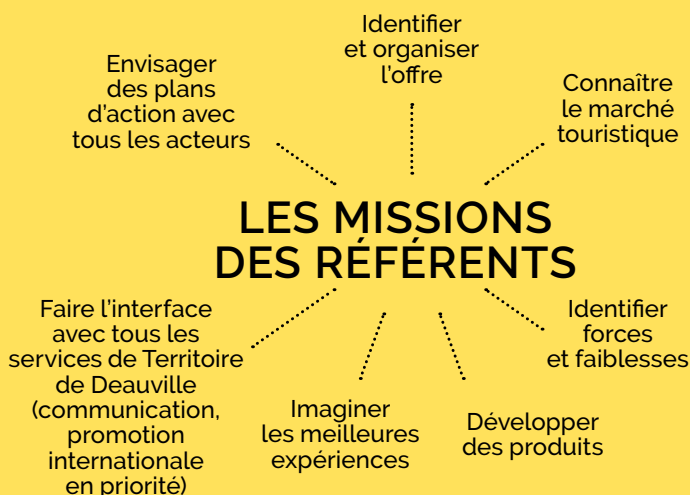 Identifier
et organiser
l'offre
Envisager
des plans
d'action avec
tous les acteurs
Connaître
le marché
touristique
LES MISSIONS
DES RÉFÉRENTS
Faire l'interface
avec tous les
services de Territoire
de Deauville
(communication,
promotion
internationale
en priorité)
Imaginer
les meilleures
expériences
Développer
des produits
Identifier
forces
et faiblesses